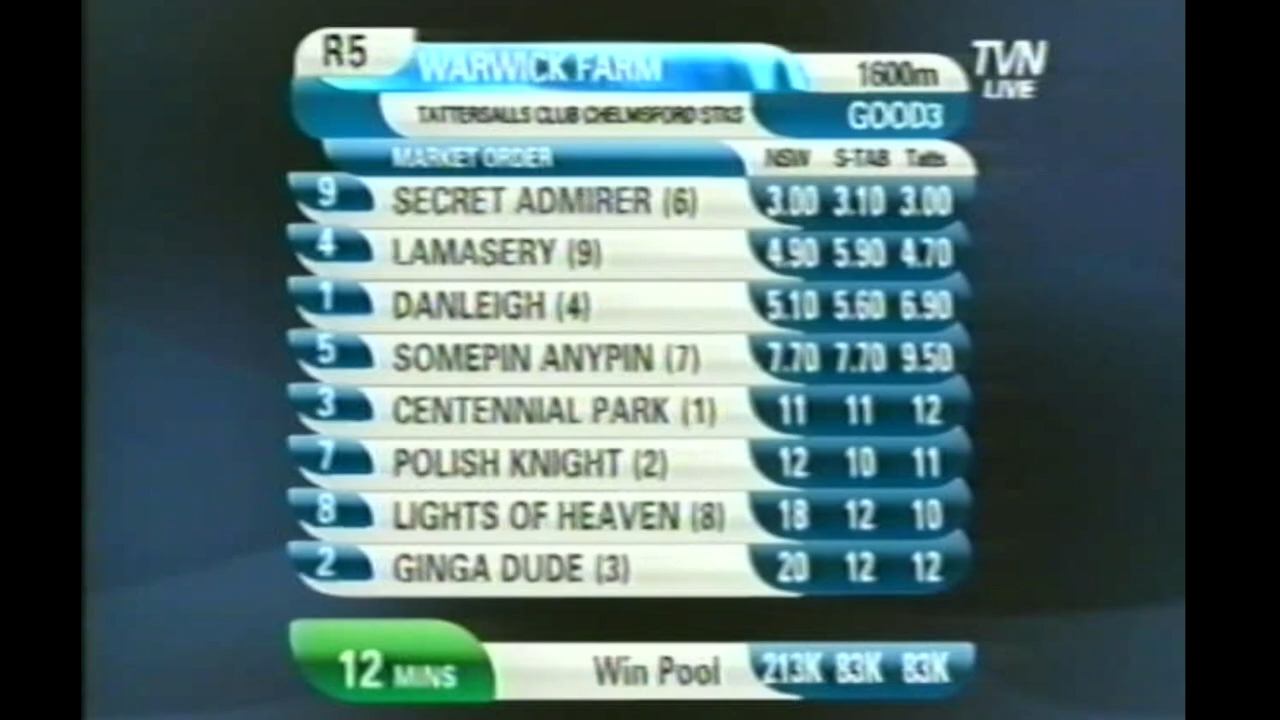 R5
WARWICK FARM 1600m
TVN
LIVE
TATTERSALLS CLUB CHELMSFORD STKS GOOD3
MARKET ORDER NSW S-TAB Tatts
9 SECRET ADMIRER (6) 3.00 3.10 3.00
4 LAMASERY (9) 4.90 5.90 4.70
1 DANLEIGH (4) 5.10 5.60 6.90
5 SOMEPIN ANYPIN (7) 7.70 7.70 9.50
3 CENTENNIAL PARK (1) 11 11 12
7 POLISH KNIGHT (2) 12 10 11
8 LIGHTS OF HEAVEN (8) 18 12 10
2 GINGA DUDE (3) 20 12 12
12 MINS Win Pool 213K 83K 83K